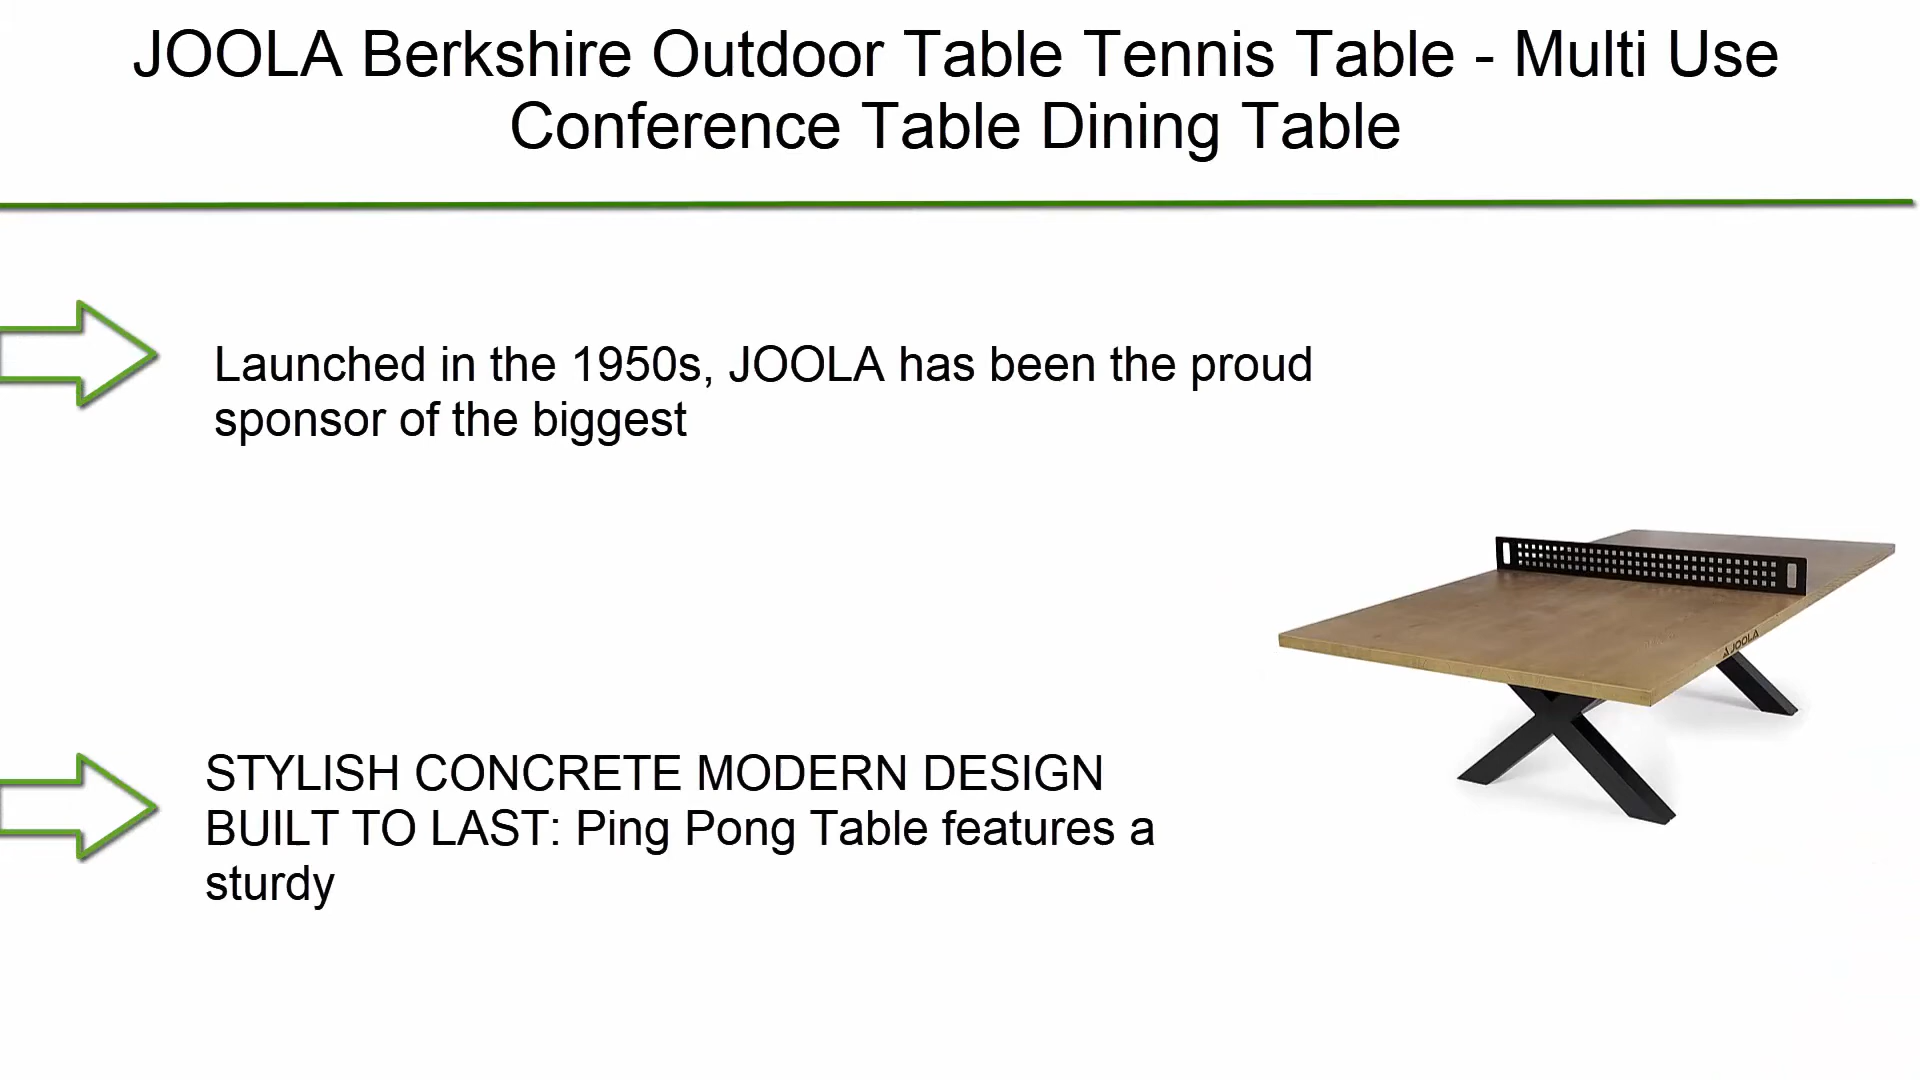 JOOLA Berkshire Outdoor Table Tennis Table - Multi Use
Conference Table Dining Table
Launched in the 1950s, JOOLA has been the proud
sponsor of the biggest
JOOLA
STYLISH CONCRETE MODERN DESIGN
BUILT TO LAST: Ping Pong Table features a
sturdy